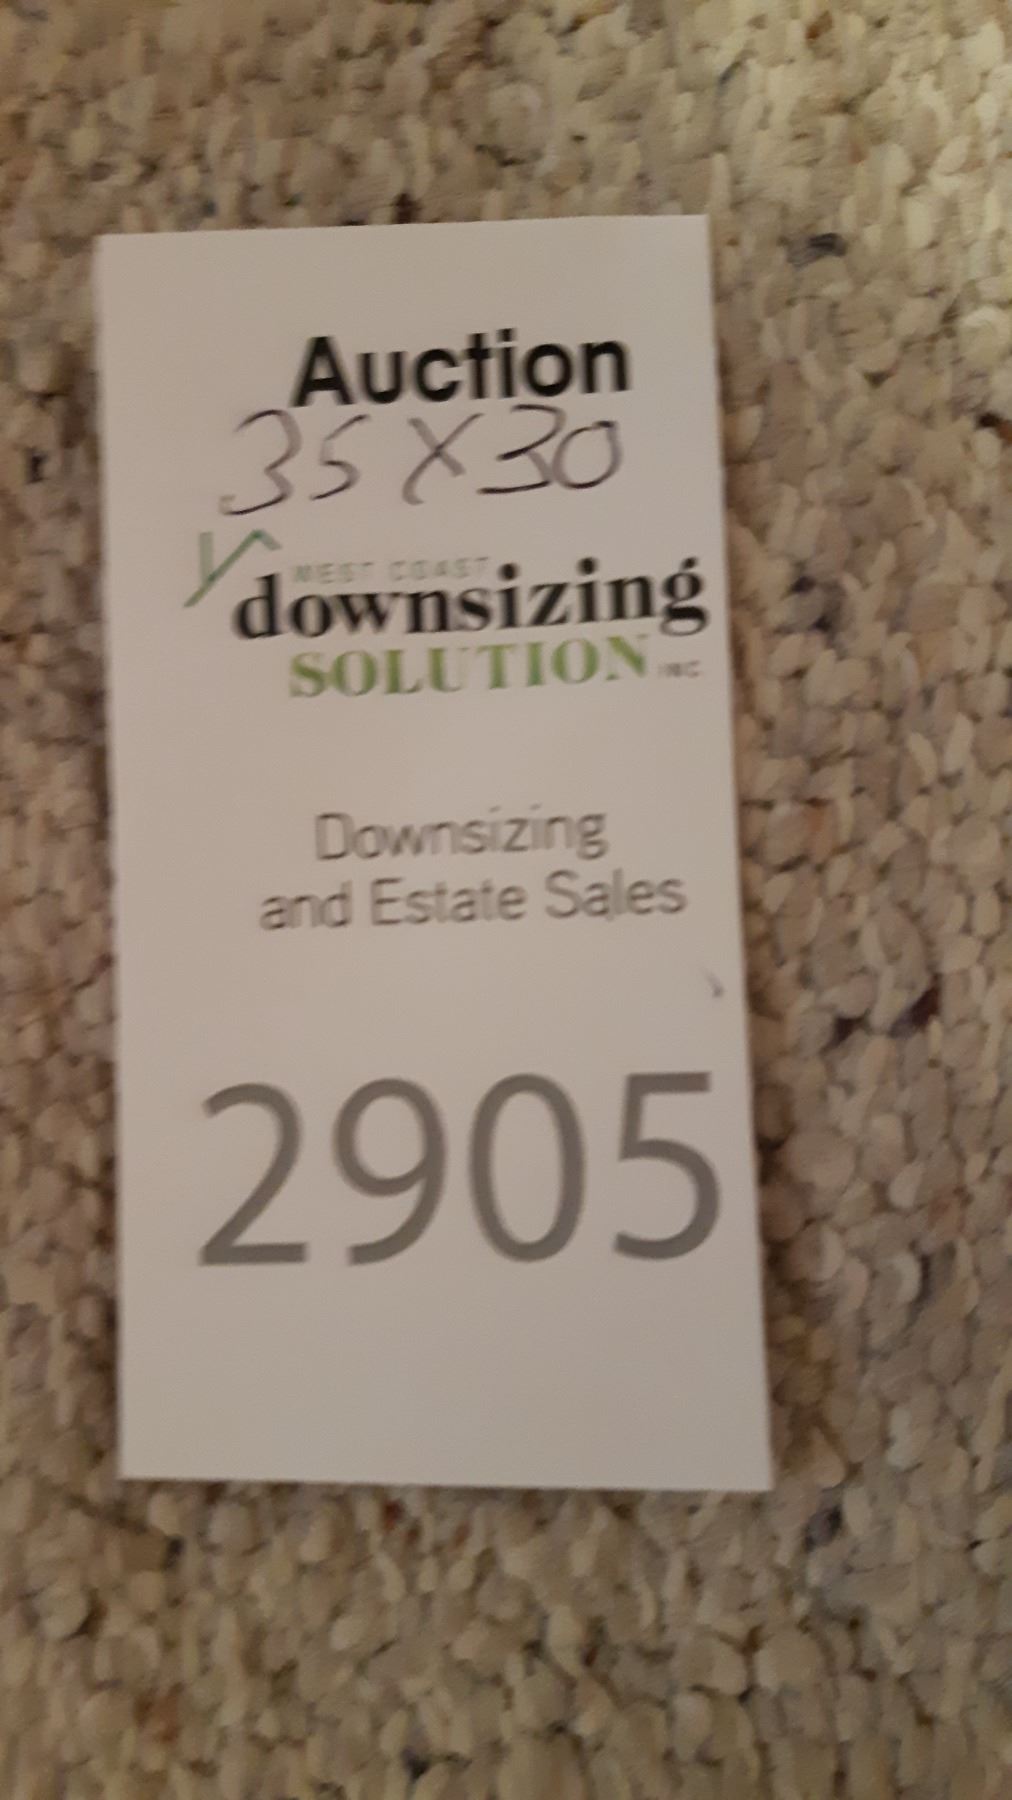 Auction
35 X 30
WEST COAST
downsizing
SOLUTION INC.
Downsizing
and Estate Sales
2905